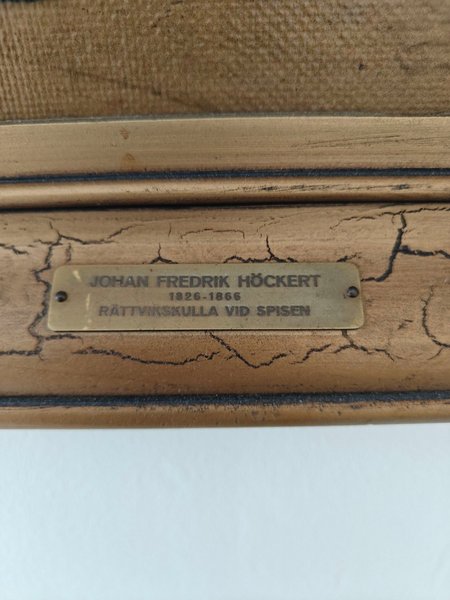 JOHAN FREDRIK HÖCKERT
1826-1866
RÄTTVIKSKULLA VID SPISEN